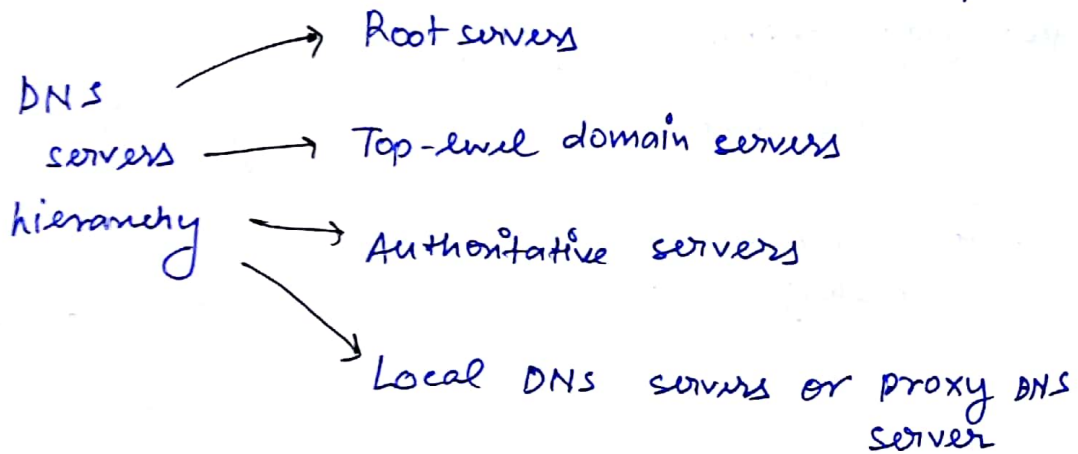 Root servers
DNS
servers
hierarchy
Top-level domain servers
Authoritative servers
Local DNS servers or proxy DNS
server